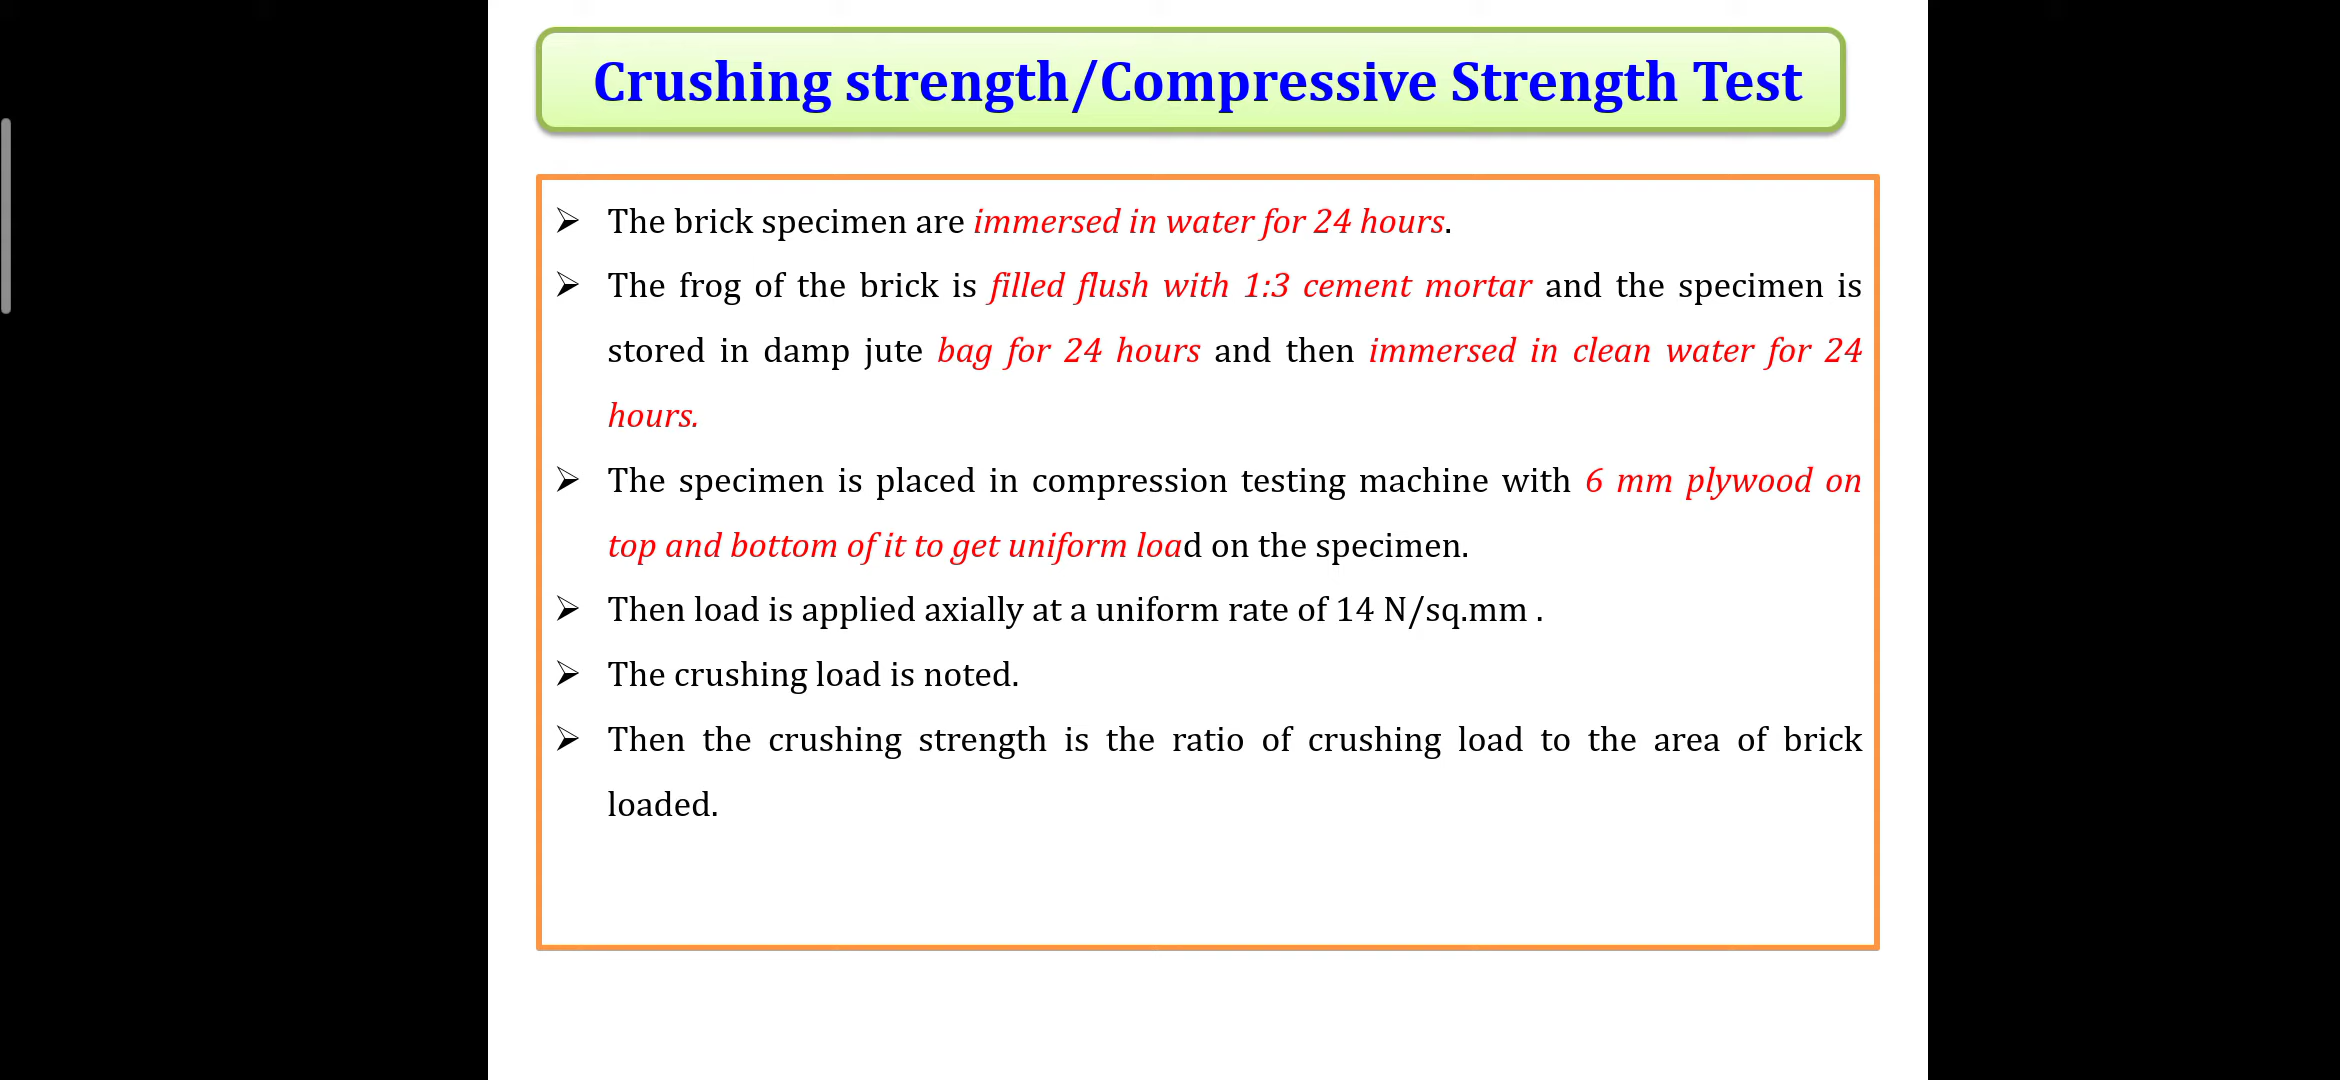 Crushing strength/Compressive Strength Test
➢ The brick specimen are immersed in water for 24 hours.
➢ The frog of the brick is filled flush with 1:3 cement mortar and the specimen is
stored in damp jute bag for 24 hours and then immersed in clean water for 24
hours.
➢ The specimen is placed in compression testing machine with 6 mm plywood on
top and bottom of it to get uniform load on the specimen.
➢ Then load is applied axially at a uniform rate of 14 N/sq.mm .
➢ The crushing load is noted.
➢ Then the crushing strength is the ratio of crushing load to the area of brick
loaded.